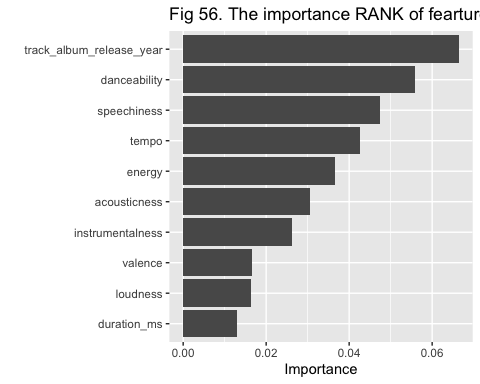 Fig 56. The importance RANK of fearture
track_album_release_year
danceability
speechiness
tempo
energy
acousticness
instrumentalness
valence
loudness
duration_ms
0.00 0.02 0.04 0.06
Importance